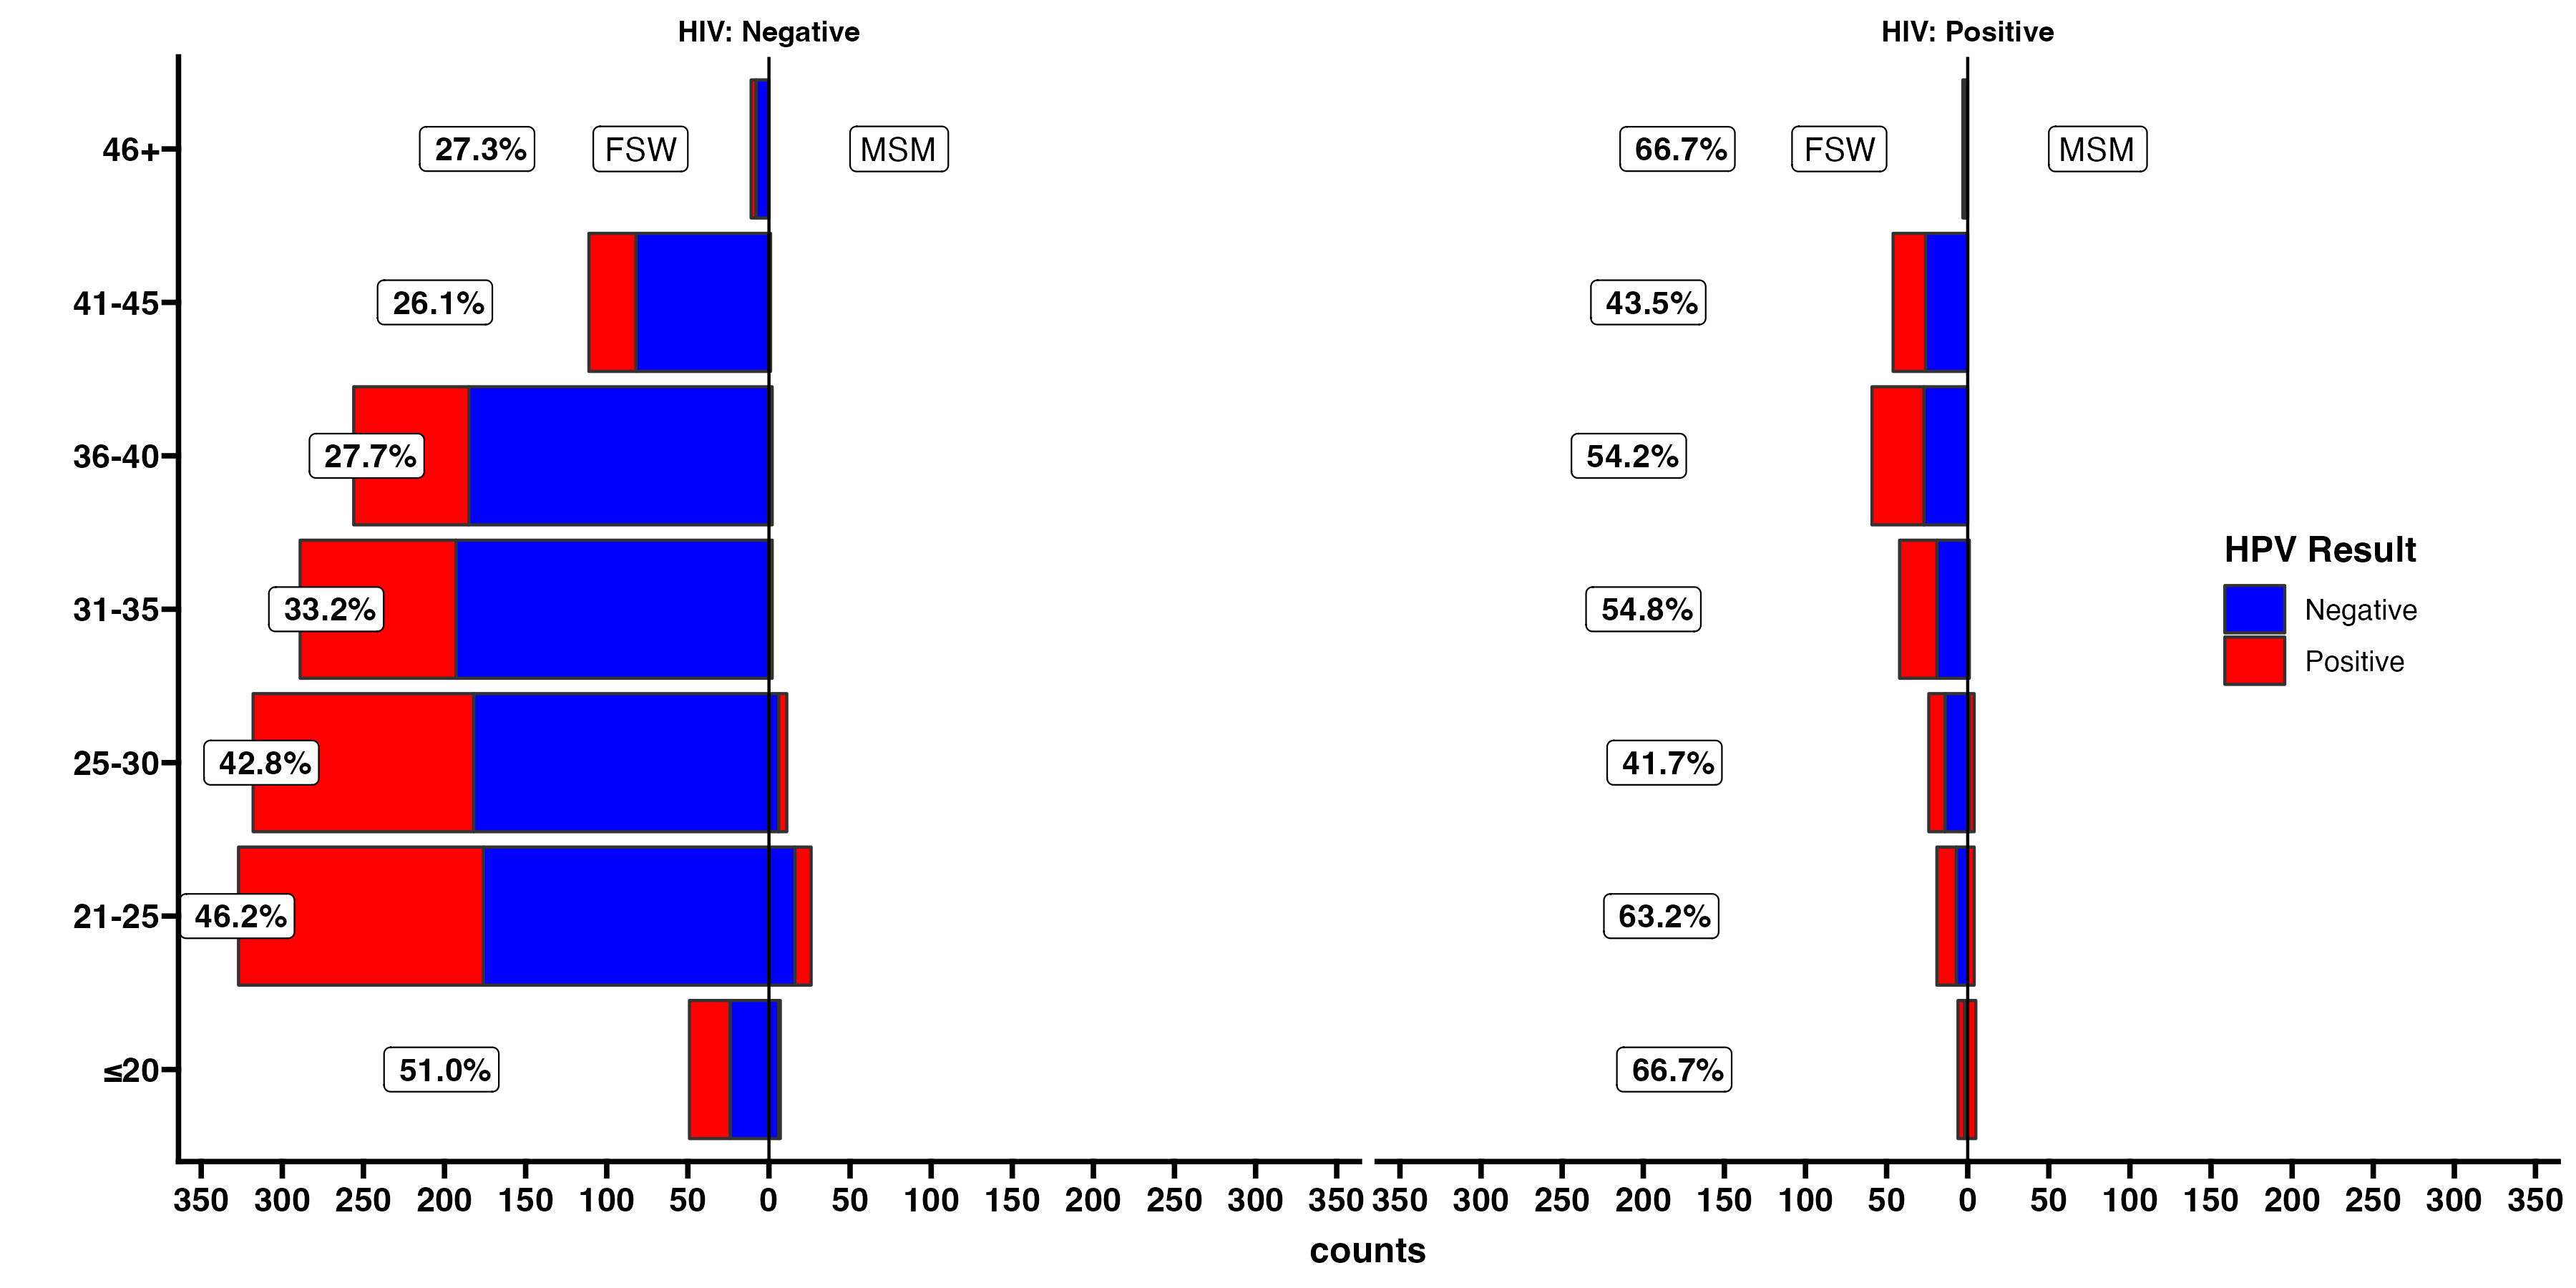 HIV: Negative
HIV: Positive
46+ 27.3% FSW MSM 66.7% FSW MSM
41-45 26.1% 43.5%
36-40 27.7% 54.2%
HPV Result
31-35 33.2% 54.8% Negative
Positive
25-30 42.8% 41.7%
21-25 46.2% 63.2%
≤20 51.0% 66.7%
350 300 250 200 150 100 50 0 50 100 150 200 250 300 350 350 300 250 200 150 100 50 0 50 100 150 200 250 300 350
counts